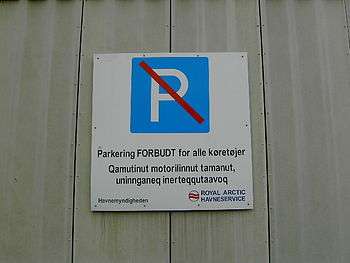 P
Parkering FORBUDT for alle køretøjer
Qamutinut motorilinnut tamanut,
uninnganeq inerteqqutaavoq
Havnemyndigheden
ROYAL ARCTIC
HAVNESERVICE